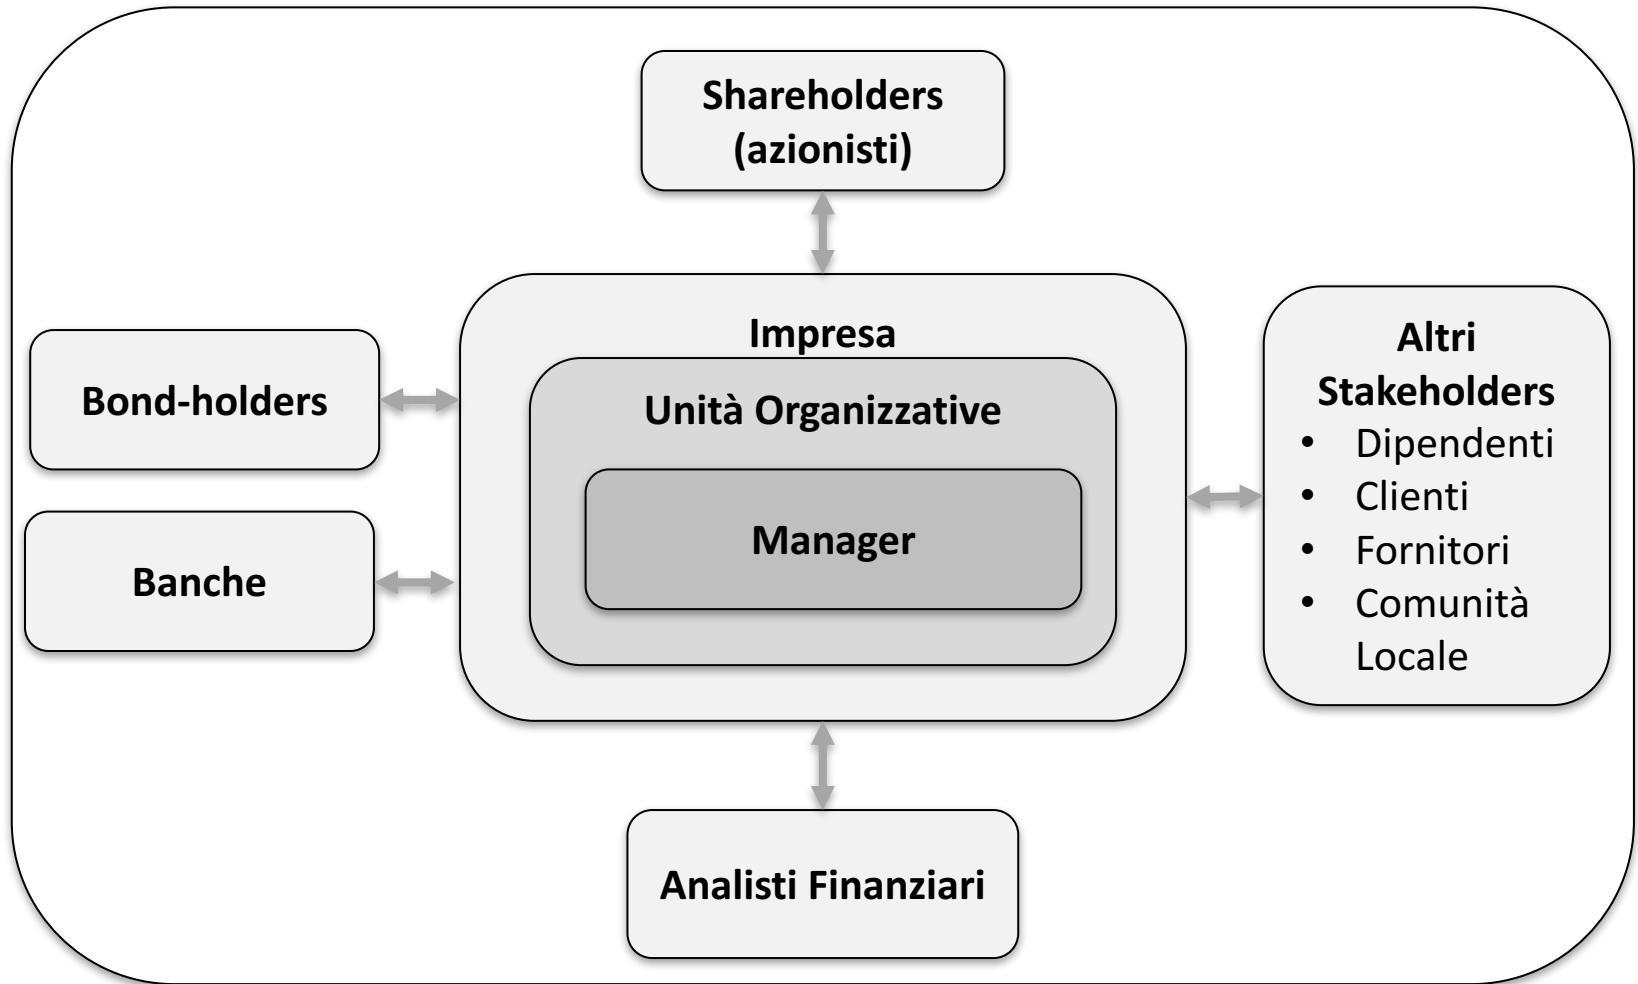 Shareholders
(azionisti)
Impresa
Unità Organizzative
Manager
Bond-holders
Banche
Altri
Stakeholders
• Dipendenti
• Clienti
• Fornitori
• Comunità
Locale
Analisti Finanziari